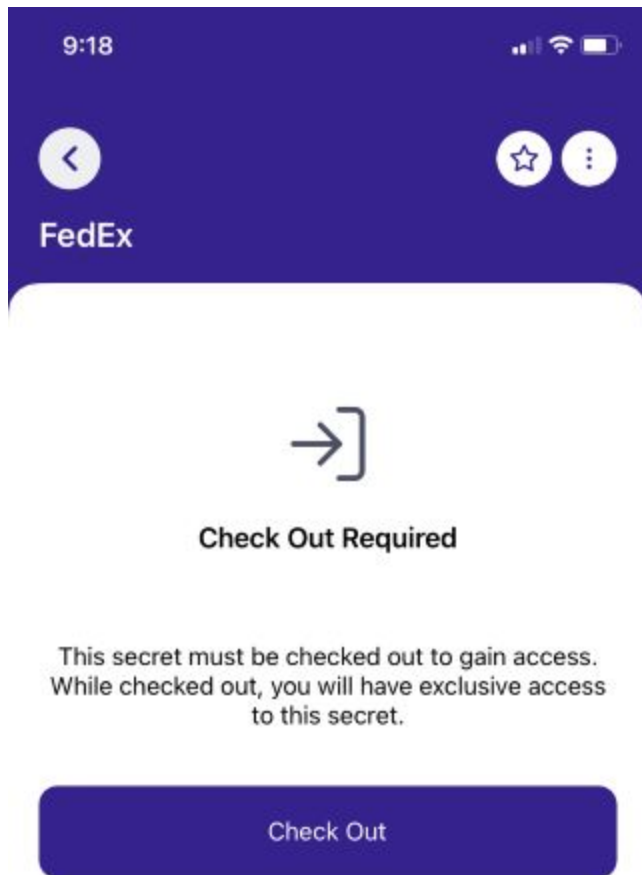 9:18
FedEx
Check Out Required
This secret must be checked out to gain access.
While checked out, you will have exclusive access
to this secret.
Check Out